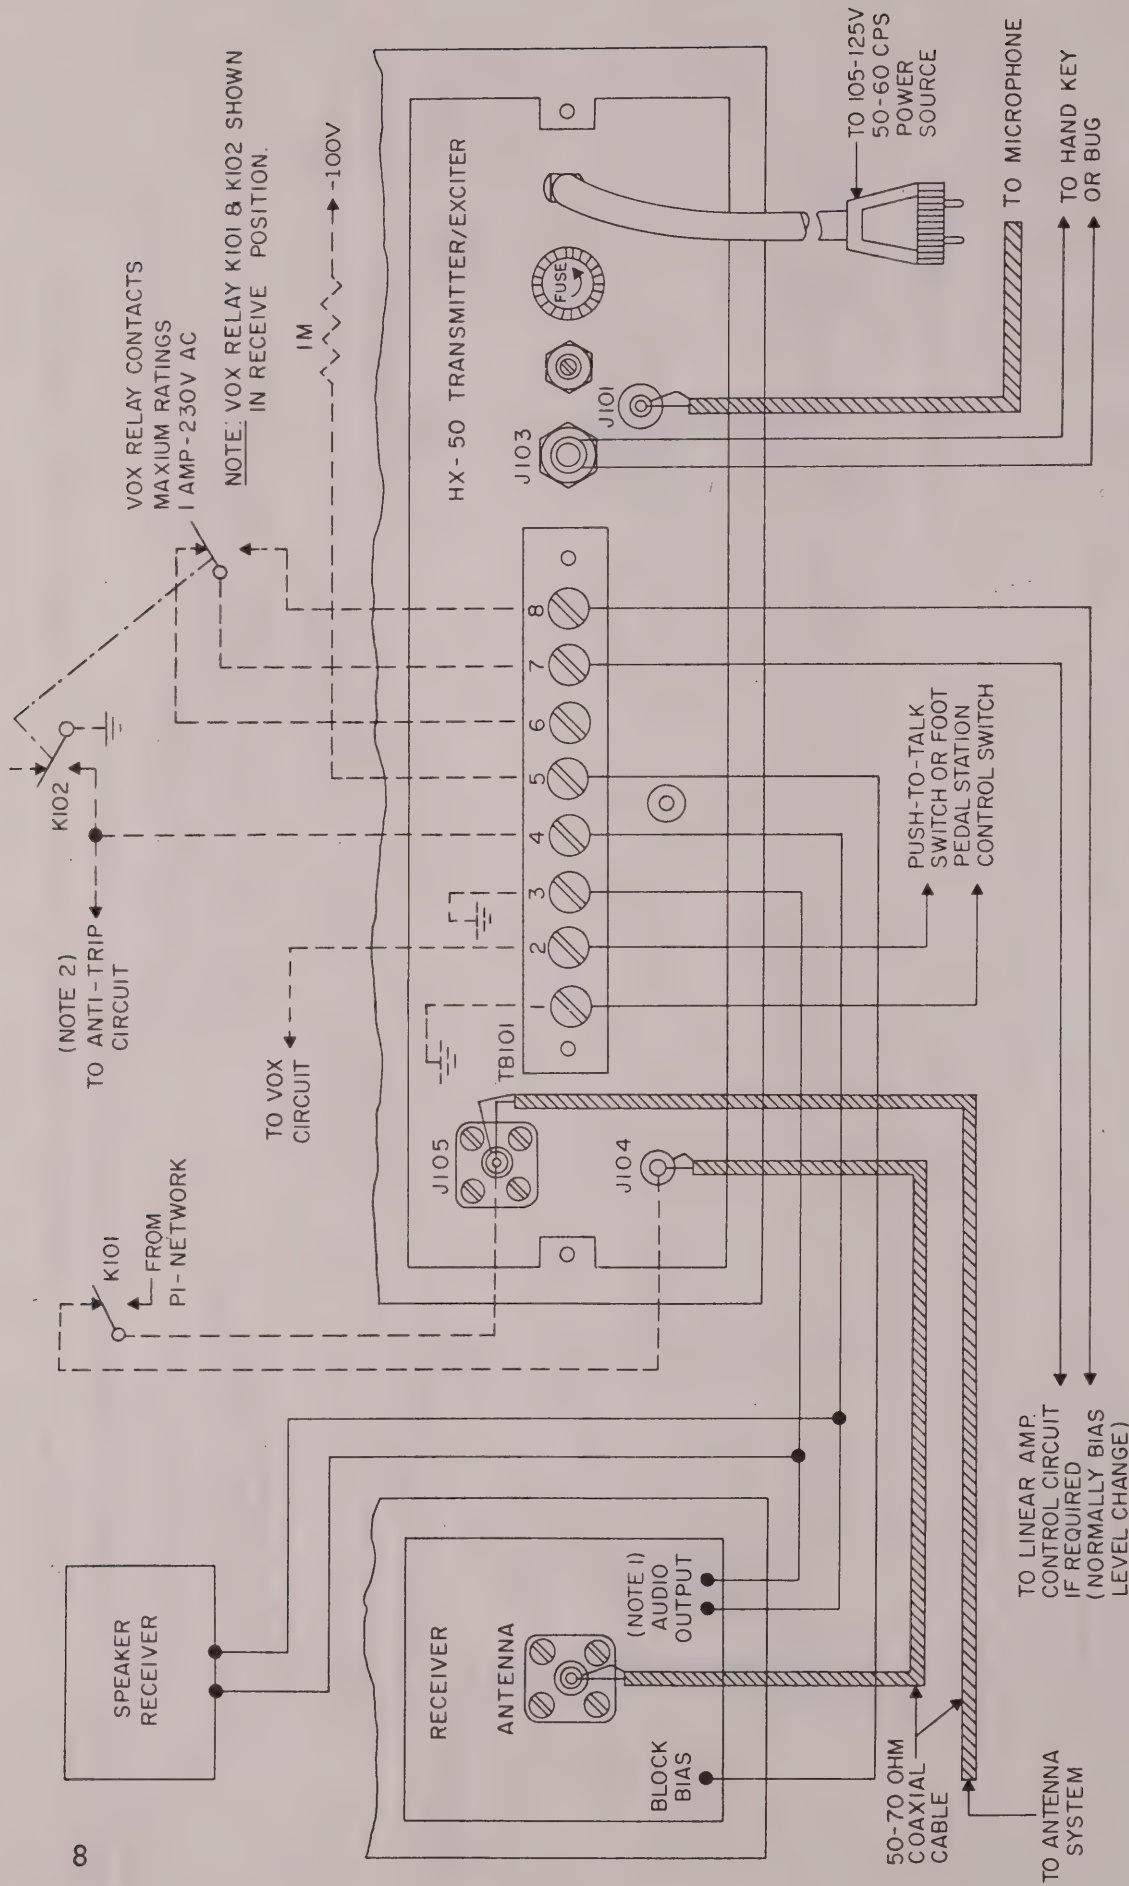 8
SPEAKER
RECEIVER
K101
FROM
PI-NETWORK
(NOTE 2)
TO ANTI-TRIP
CIRCUIT
TO VOX
CIRCUIT
K102
VOX RELAY CONTACTS
MAXIUM RATINGS
1 AMP-230V AC
NOTE: VOX RELAY K101 & K102 SHOWN
IN RECEIVE POSITION.
1M
-100V
RECEIVER
ANTENNA
(NOTE 1)
AUDIO
OUTPUT
BLOCK
BIAS
HX-50 TRANSMITTER/EXCITER
J105
J104
TB101
1
2
3
4
5
6
7
8
J103
J101
FUSE
TO 105-125V
50-60 CPS
POWER
SOURCE
PUSH-TO-TALK
SWITCH OR FOOT
PEDAL STATION
CONTROL SWITCH
TO MICROPHONE
TO HAND KEY
OR BUG
50-70 OHM
COAXIAL
CABLE
TO ANTENNA
SYSTEM
TO LINEAR AMP.
CONTROL CIRCUIT
IF REQUIRED
(NORMALLY BIAS
LEVEL CHANGE)